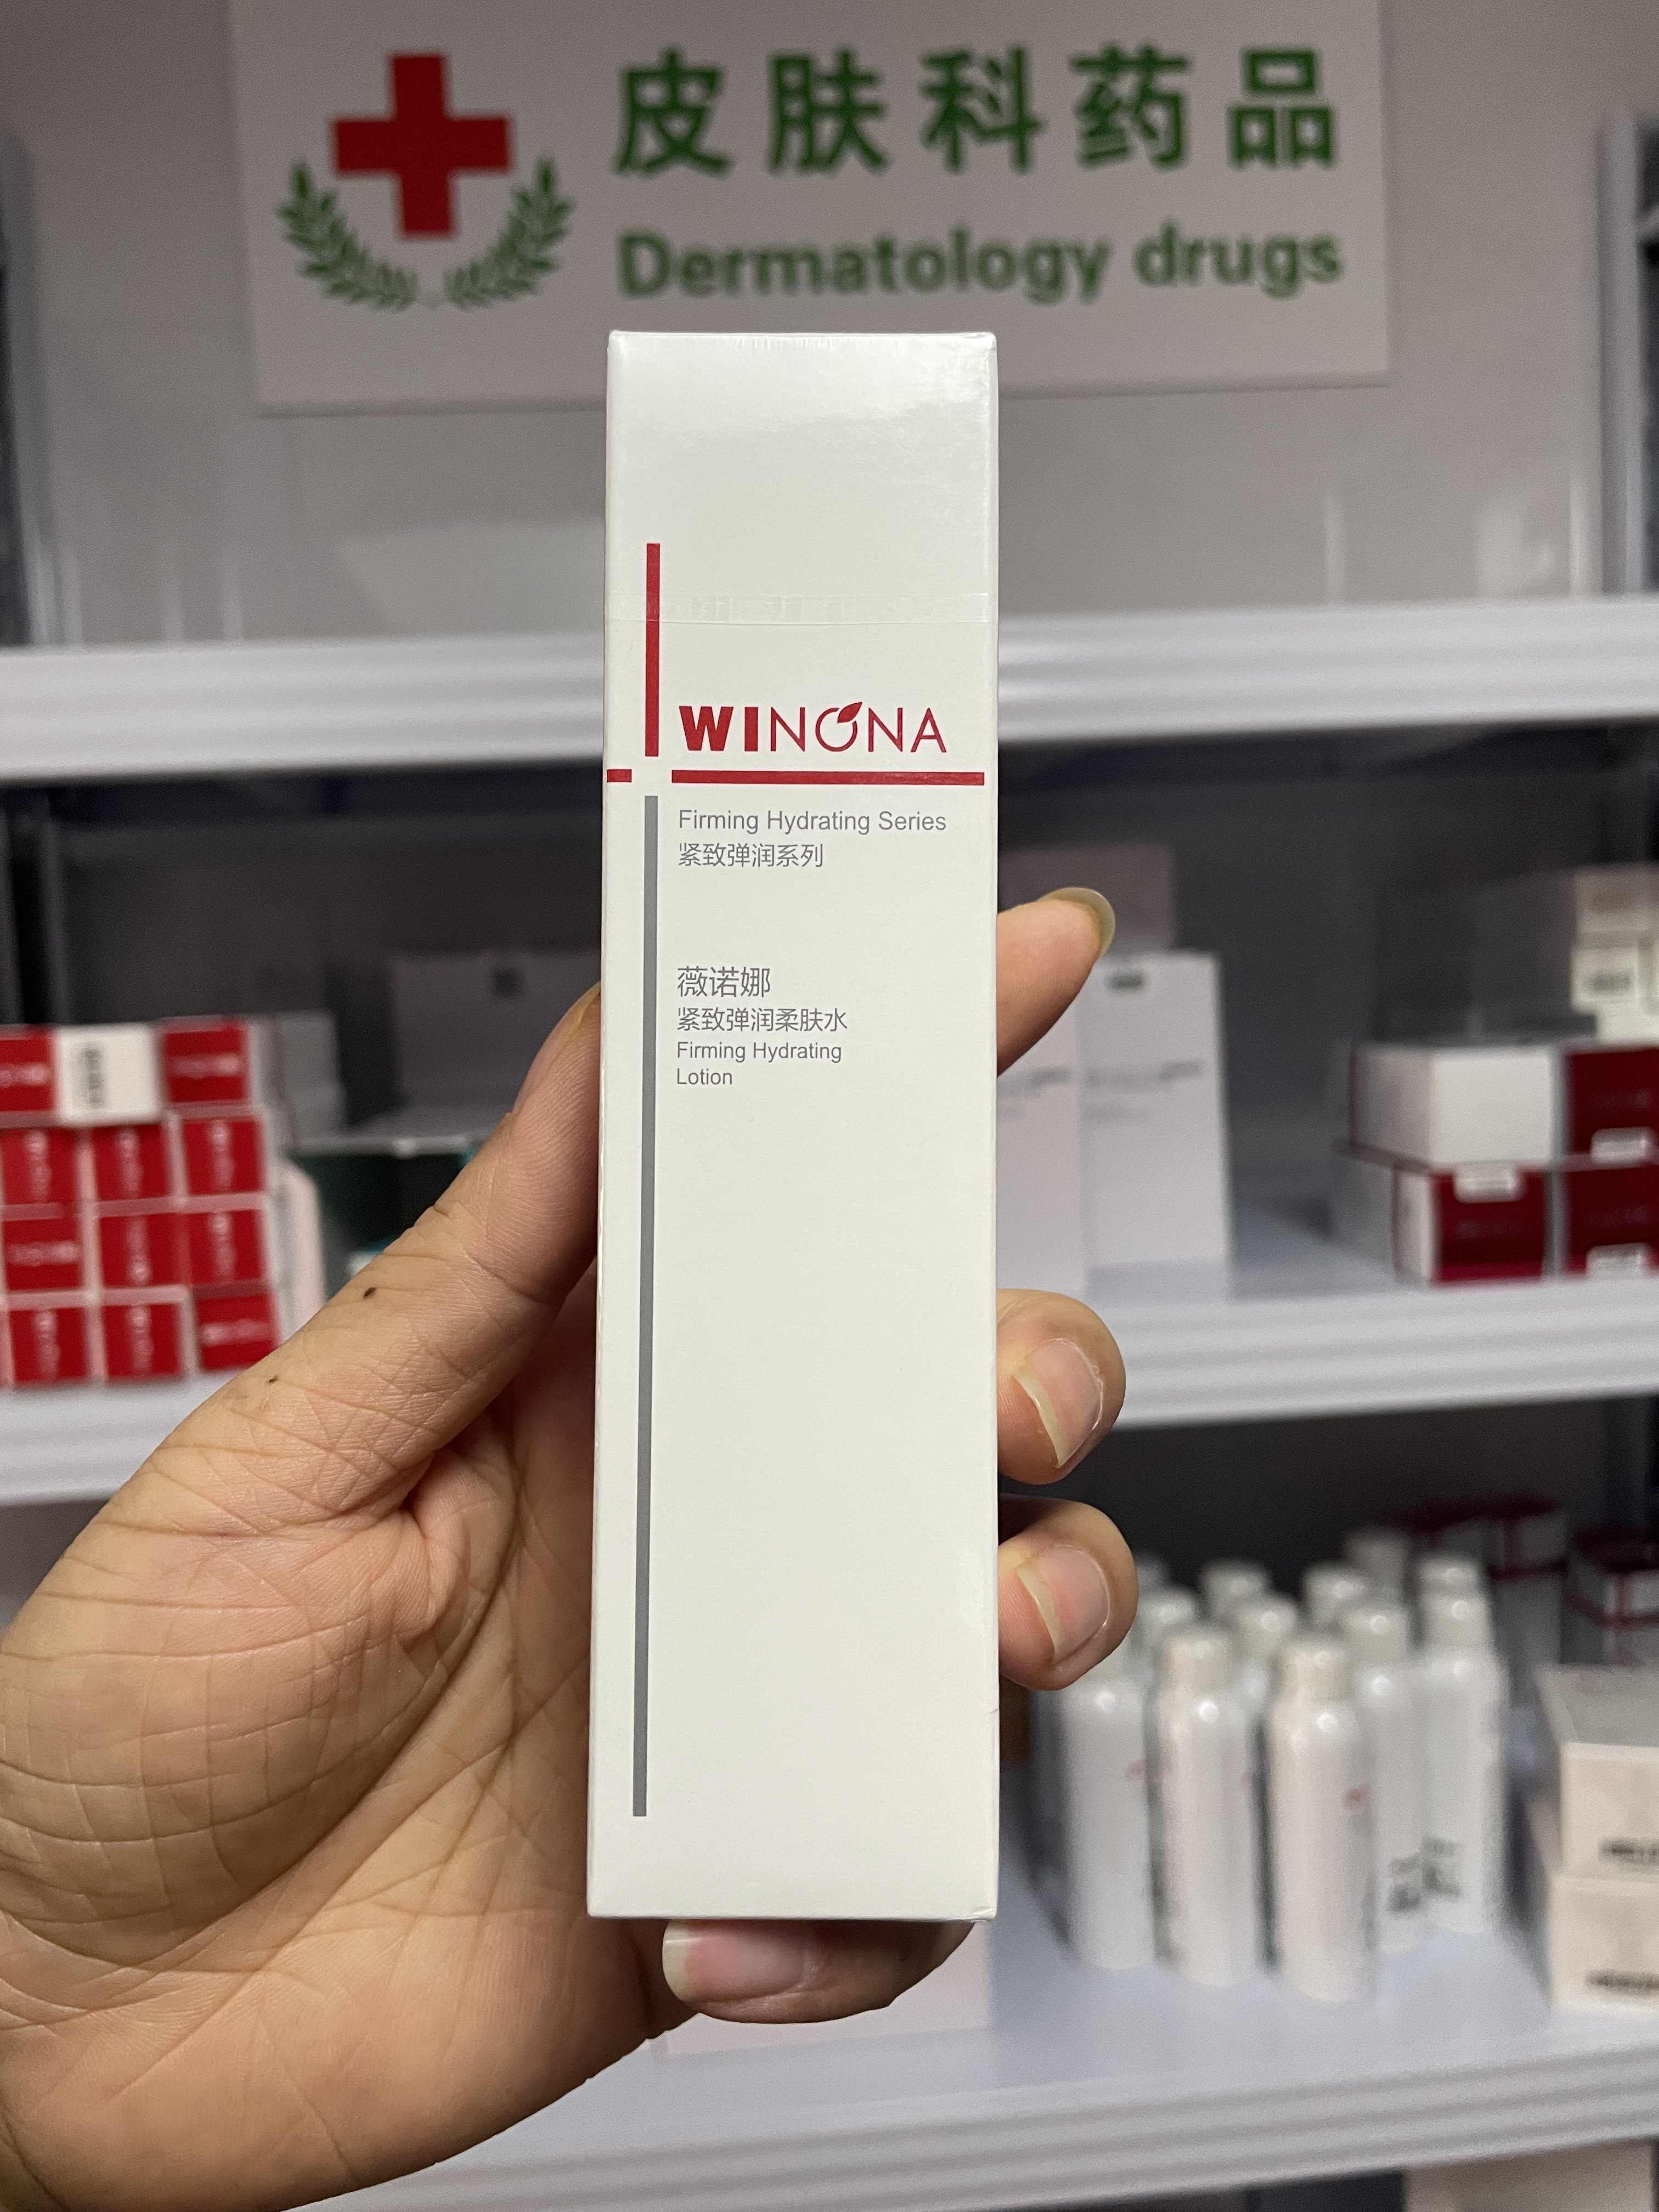 皮肤科药品
Dermatology drugs
WINONA
Firming Hydrating Series
紧致弹润系列
薇诺娜
紧致弹润柔肤水
Firming Hydrating
Lotion